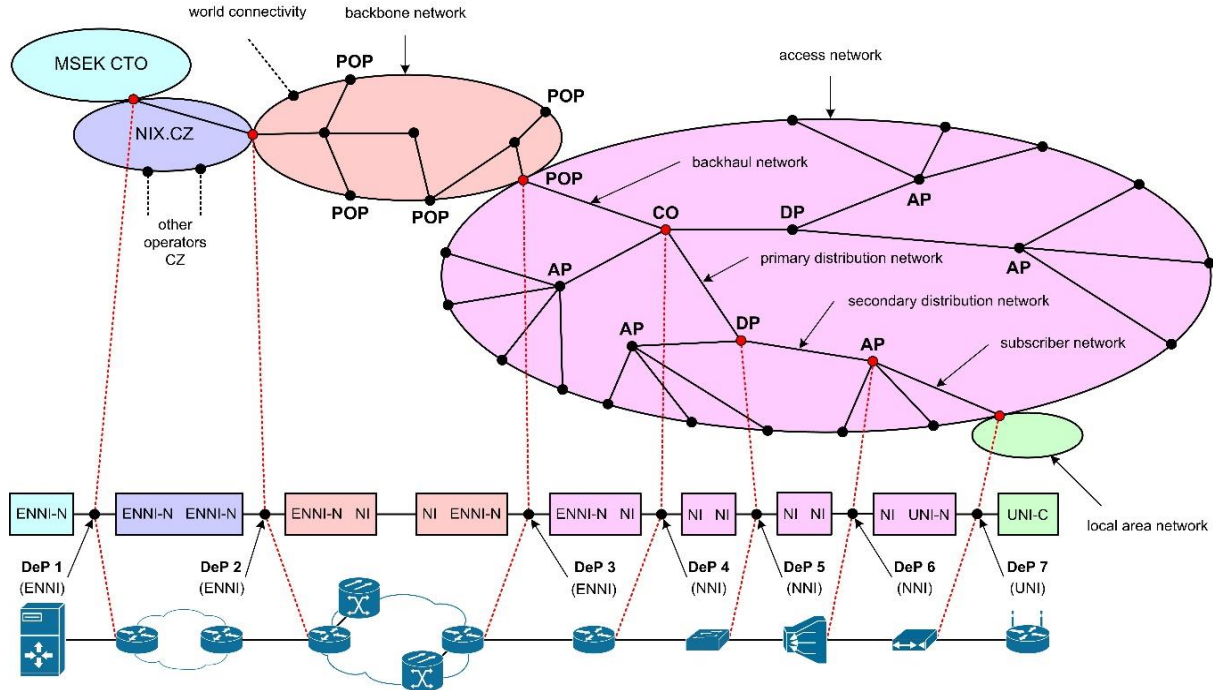 world connectivity
backbone network
access network
MSEK CTO
NIX.CZ
POP
POP
POP
POP
POP
other
operators
CZ
backhaul network
CO
DP
AP
AP
AP
primary distribution network
secondary distribution network
AP
DP
AP
subscriber network
local area network
ENNI-N
ENNI-N ENNI-N
ENNI-N NI
NI ENNI-N
ENNI-N NI
NI NI
NI NI
NI UNI-N
UNI-C
DeP 1
(ENNI)
DeP 2
(ENNI)
DeP 3
(ENNI)
DeP 4
(NNI)
DeP 5
(NNI)
DeP 6
(NNI)
DeP 7
(UNI)